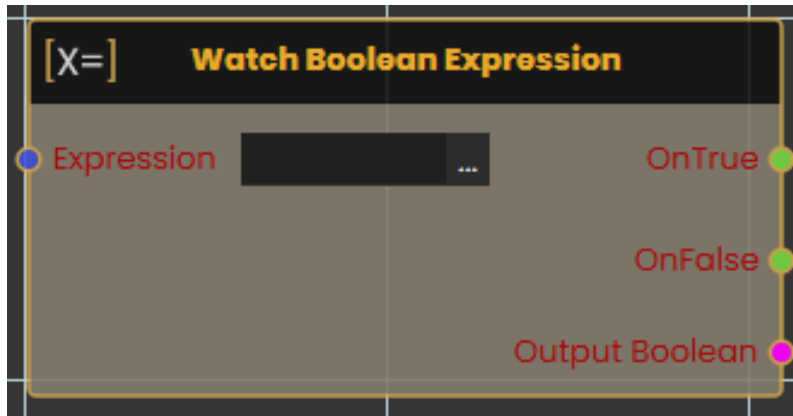 [X=] Watch Boolean Expression
Expression ... OnTrue
OnFalse
Output Boolean